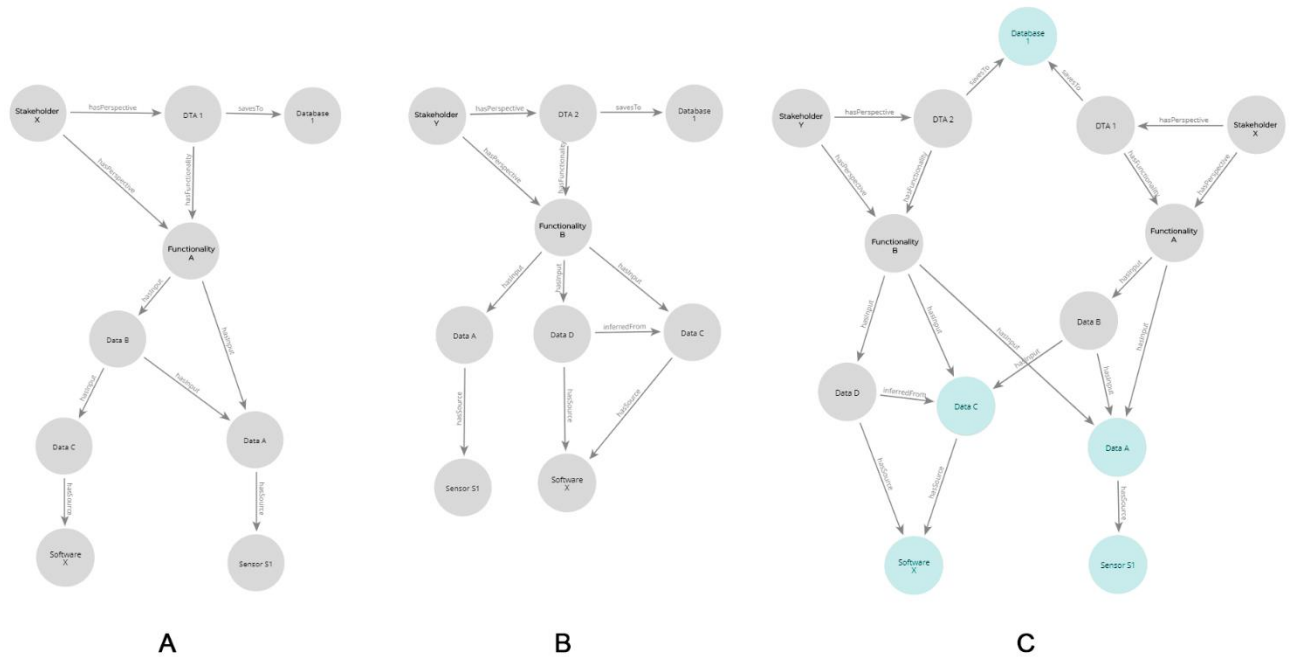 Stakeholder
X
hasPerspective
DTA 1
savesTo
Database
1
hasPerspective
hasFunctionality
Functionality
A
hasInput
hasInput
Data B
hasInput
hasInput
Data C
Data A
hasSource
hasSource
Software
X
Sensor S1
A
Stakeholder
Y
hasPerspective
DTA 2
savesTo
Database
1
hasPerspective
hasFunctionality
Functionality
B
hasInput
hasInput
hasInput
Data A
Data D
inferredFrom
Data C
hasSource
hasSource
hasSource
Sensor S1
Software
X
B
Database
1
savesTo
savesTo
Stakeholder
Y
hasPerspective
DTA 2
DTA 1
hasPerspective
Stakeholder
X
hasPerspective
hasFunctionality
hasFunctionality
hasPerspective
Functionality
B
Functionality
A
hasInput
hasInput
hasInput
hasInput
hasInput
Data B
hasInput
hasInput
Data D
inferredFrom
Data C
Data A
hasSource
hasSource
hasSource
Software
X
Sensor S1
C